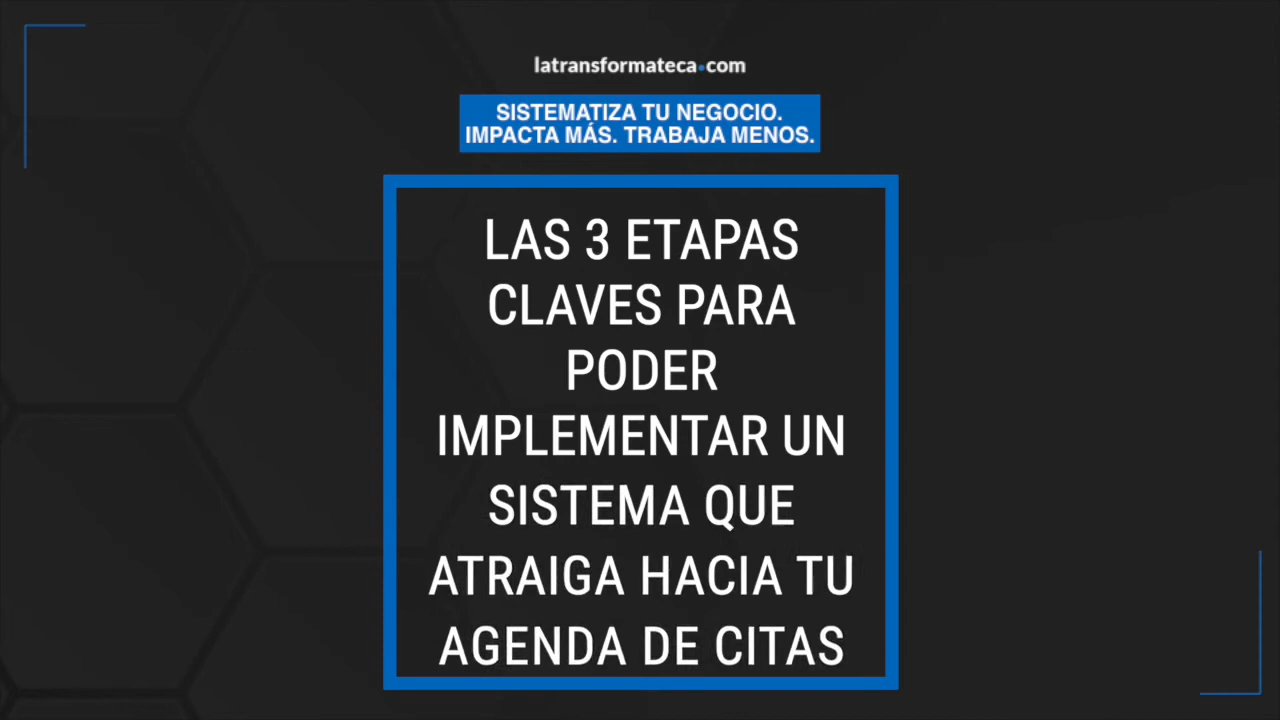 latransformateca.com
SISTEMATIZA TU NEGOCIO.
IMPACTA MÁS. TRABAJA MENOS.
LAS 3 ETAPAS
CLAVES PARA
PODER
IMPLEMENTAR UN
SISTEMA QUE
ATRAIGA HACIA TU
AGENDA DE CITAS